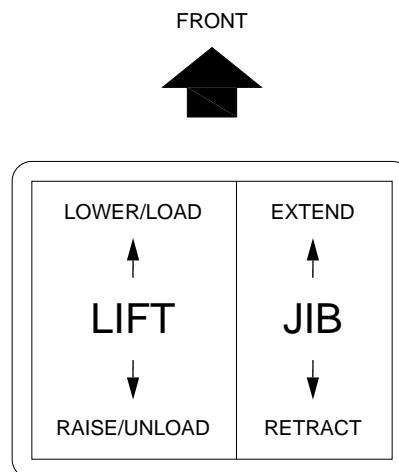 FRONT
LOWER/LOAD EXTEND
LIFT JIB
RAISE/UNLOAD RETRACT